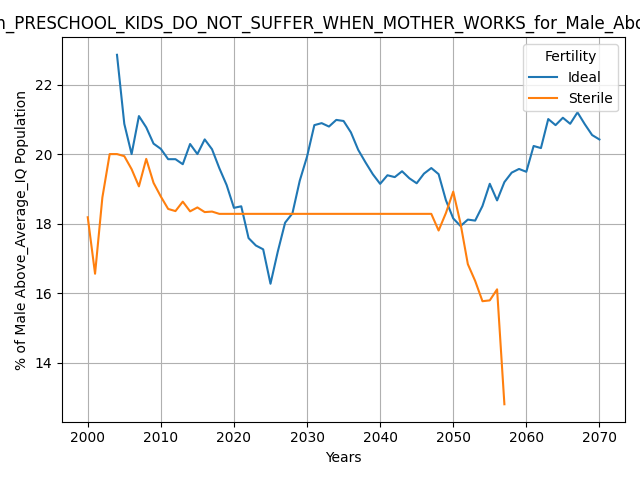 PRESCHOOL_KIDS_DO_NOT_SUFFER_WHEN_MOTHER_WORKS_for_Male_Abo
Fertility
Ideal
Sterile
% of Male Above_Average_IQ Population
22
20
18
16
14
2000 2010 2020 2030 2040 2050 2060 2070
Years